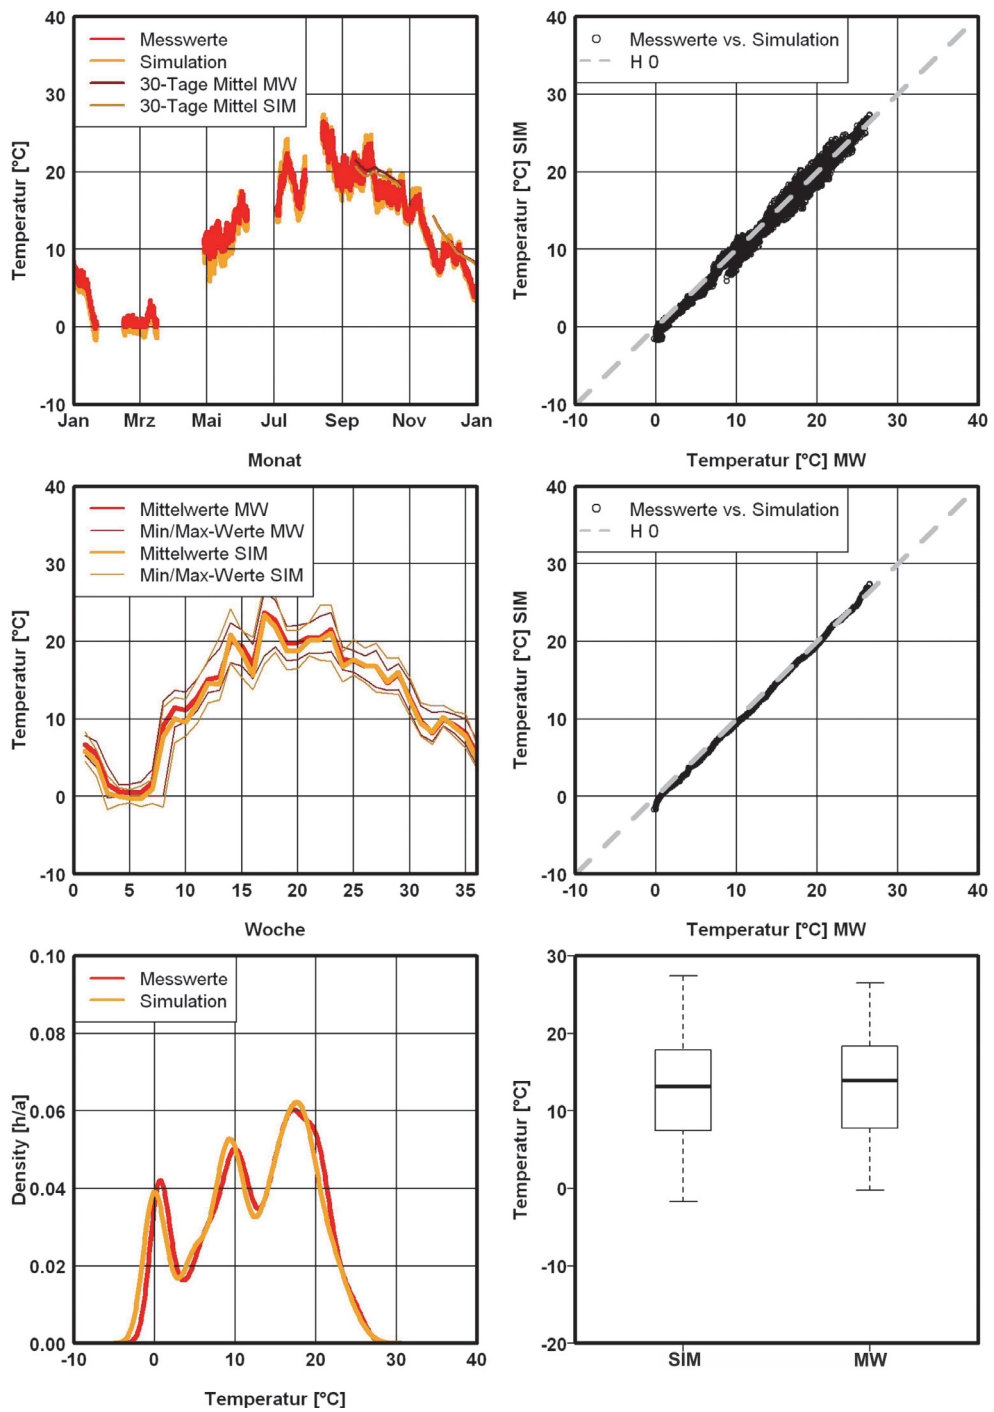 40
30
20
10
0
-10
Temperatur [°C]
Messwerte
Simulation
30-Tage Mittel MW
30-Tage Mittel SIM
Jan Mrz Mai Jul Sep Nov Jan
Monat
40
30
20
10
0
-10
Temperatur [°C] SIM
Messwerte vs. Simulation
H 0
-10 0 10 20 30 40
Temperatur [°C] MW
40
30
20
10
0
-10
Temperatur [°C]
Mittelwerte MW
Min/Max-Werte MW
Mittelwerte SIM
Min/Max-Werte SIM
0 5 10 15 20 25 30 35
Woche
40
30
20
10
0
-10
Temperatur [°C] SIM
Messwerte vs. Simulation
H 0
-10 0 10 20 30 40
Temperatur [°C] MW
0.10
0.08
0.06
0.04
0.02
0.00
Density [h/a]
Messwerte
Simulation
-10 0 10 20 30 40
Temperatur [°C]
30
20
10
0
-10
-20
Temperatur [°C]
SIM MW